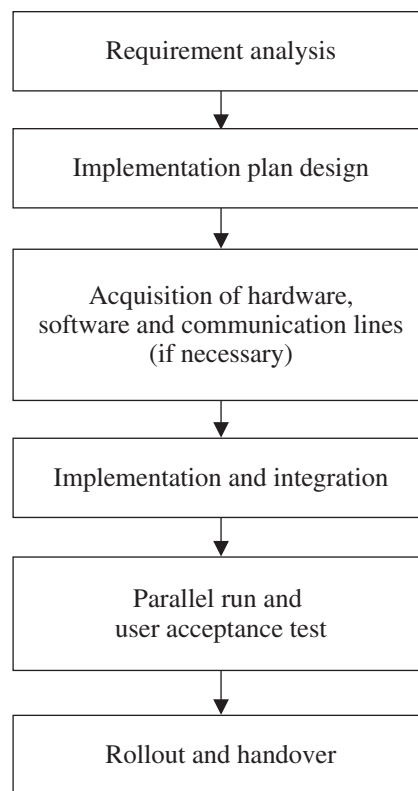 Requirement analysis
Implementation plan design
Acquisition of hardware,
software and communication lines
(if necessary)
Implementation and integration
Parallel run and
user acceptance test
Rollout and handover